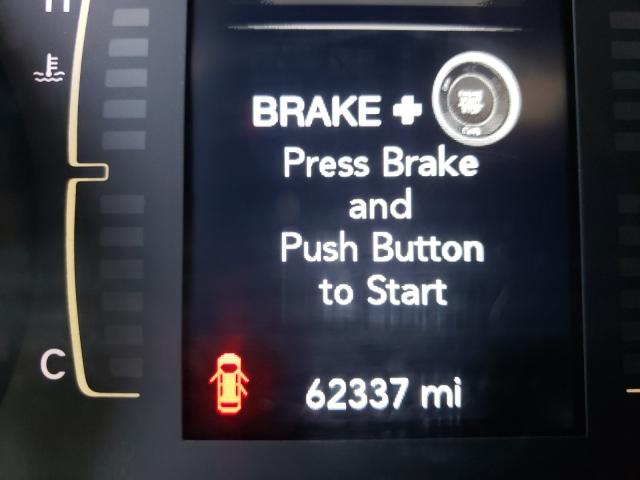 H
BRAKE +
Press Brake
and
Push Button
to Start
C
62337 mi